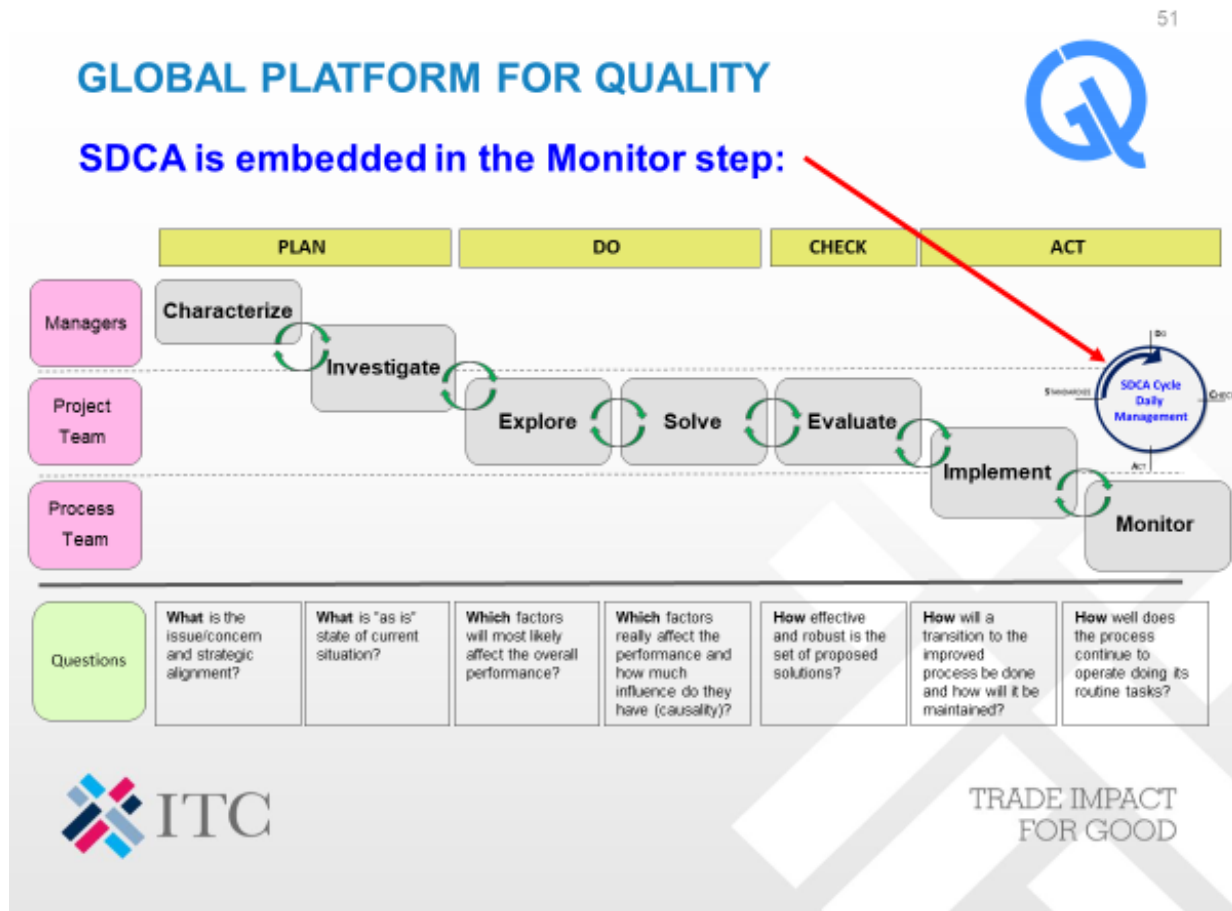 51
GLOBAL PLATFORM FOR QUALITY
SDCA is embedded in the Monitor step:
PLAN
DO
CHECK
ACT
Managers
Characterize
Investigate
Project
Team
Explore
Solve
Evaluate
Implement
DO
STANDARDIZE
SDCA Cycle
Daily
Management
CHECK
ACT
Process
Team
Monitor
Questions
What is the
issue/concern
and strategic
alignment?
What is "as is"
state of current
situation?
Which factors
will most likely
affect the overall
performance?
Which factors
really affect the
performance and
how much
influence do they
have (causality)?
How effective
and robust is the
set of proposed
solutions?
How will a
transition to the
improved
process be done
and how will it be
maintained?
How well does
the process
continue to
operate doing its
routine tasks?
ITC
TRADE IMPACT
FOR GOOD